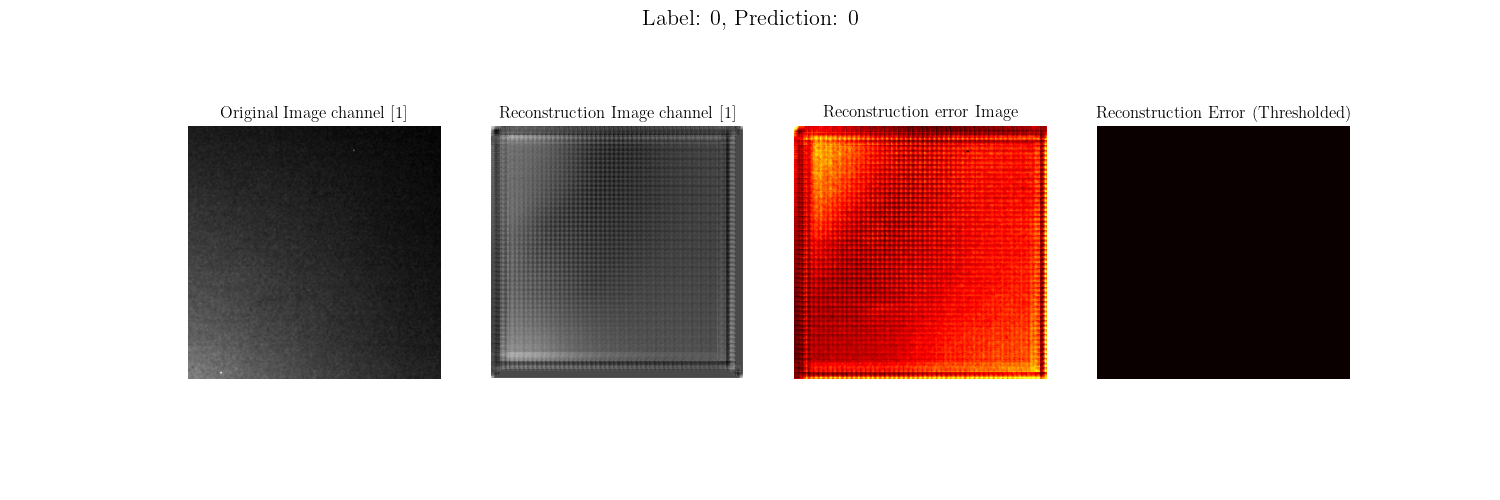 Label: 0, Prediction: 0
Original Image channel [1]
Reconstruction Image channel [1]
Reconstruction error Image
Reconstruction Error (Thresholded)